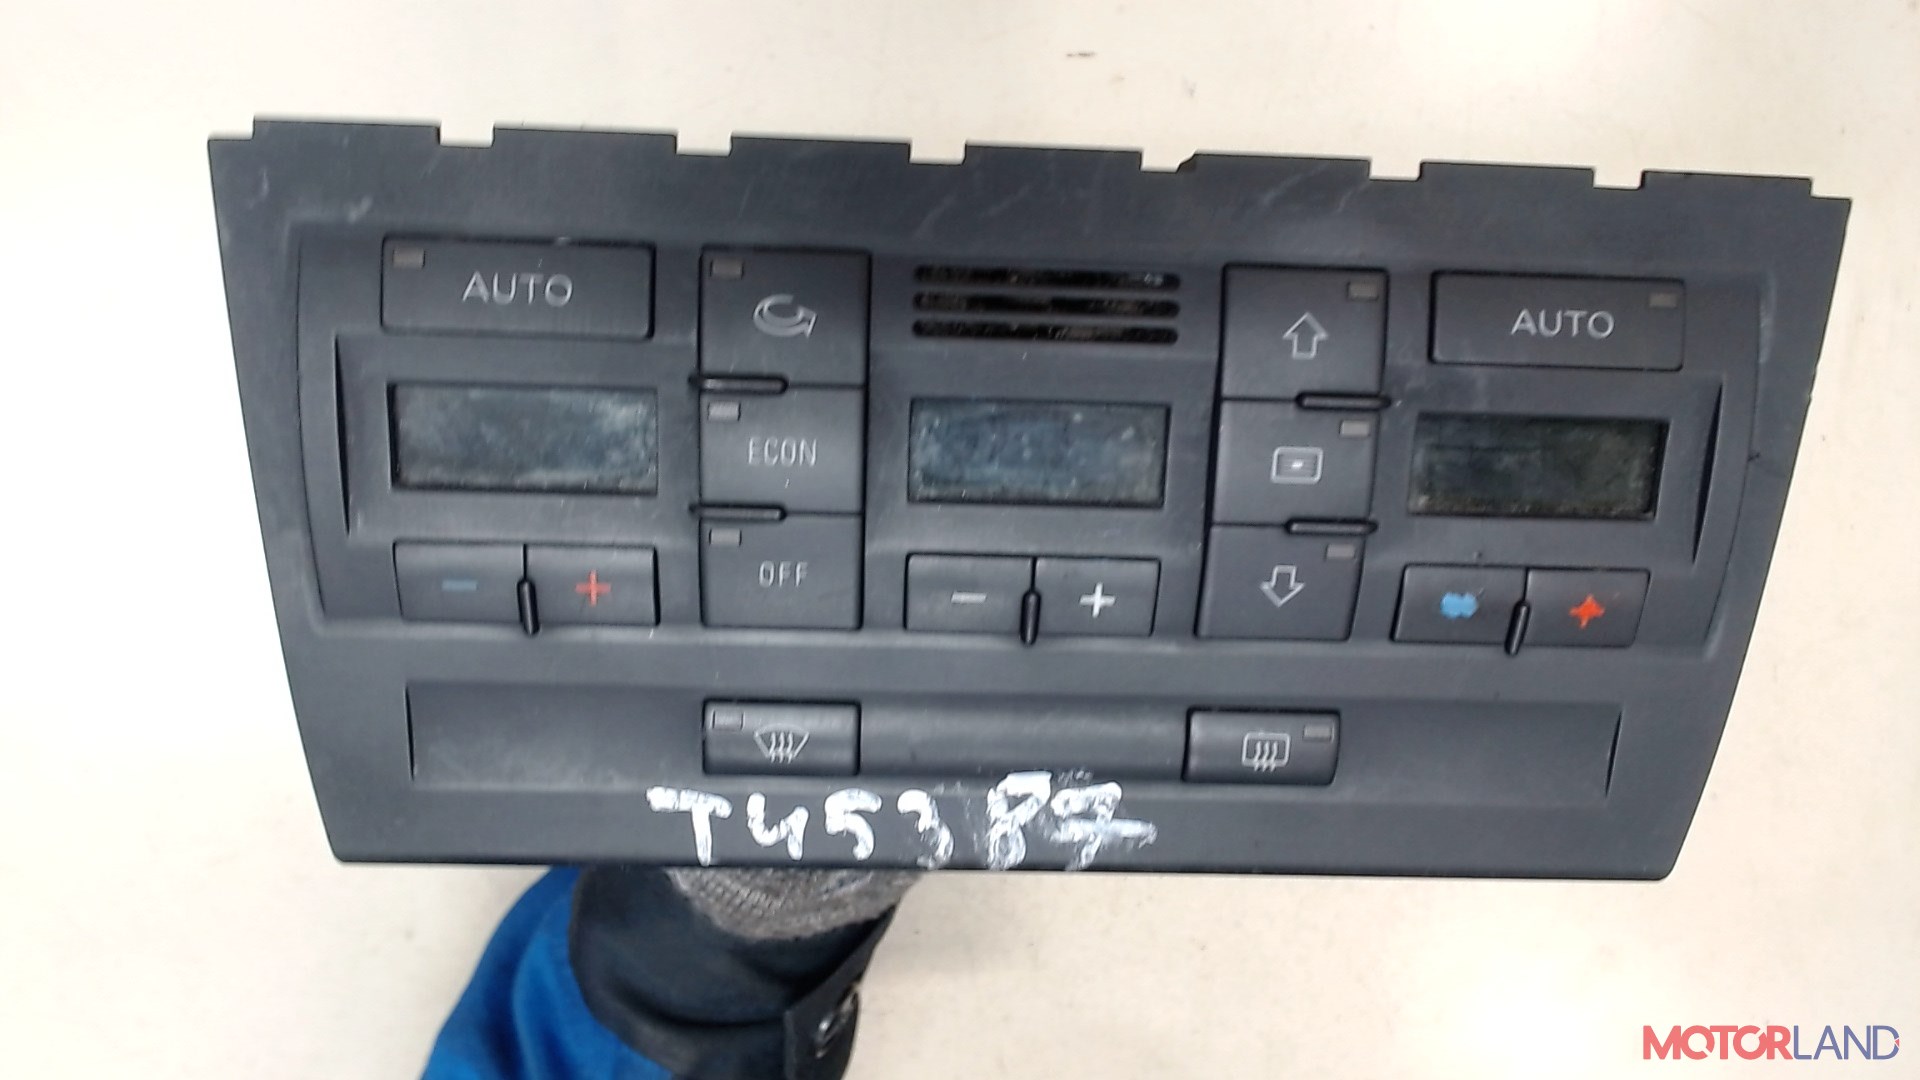 AUTO
AUTO
ECON
OFF
- +
- +
T45387
MOTORLAND